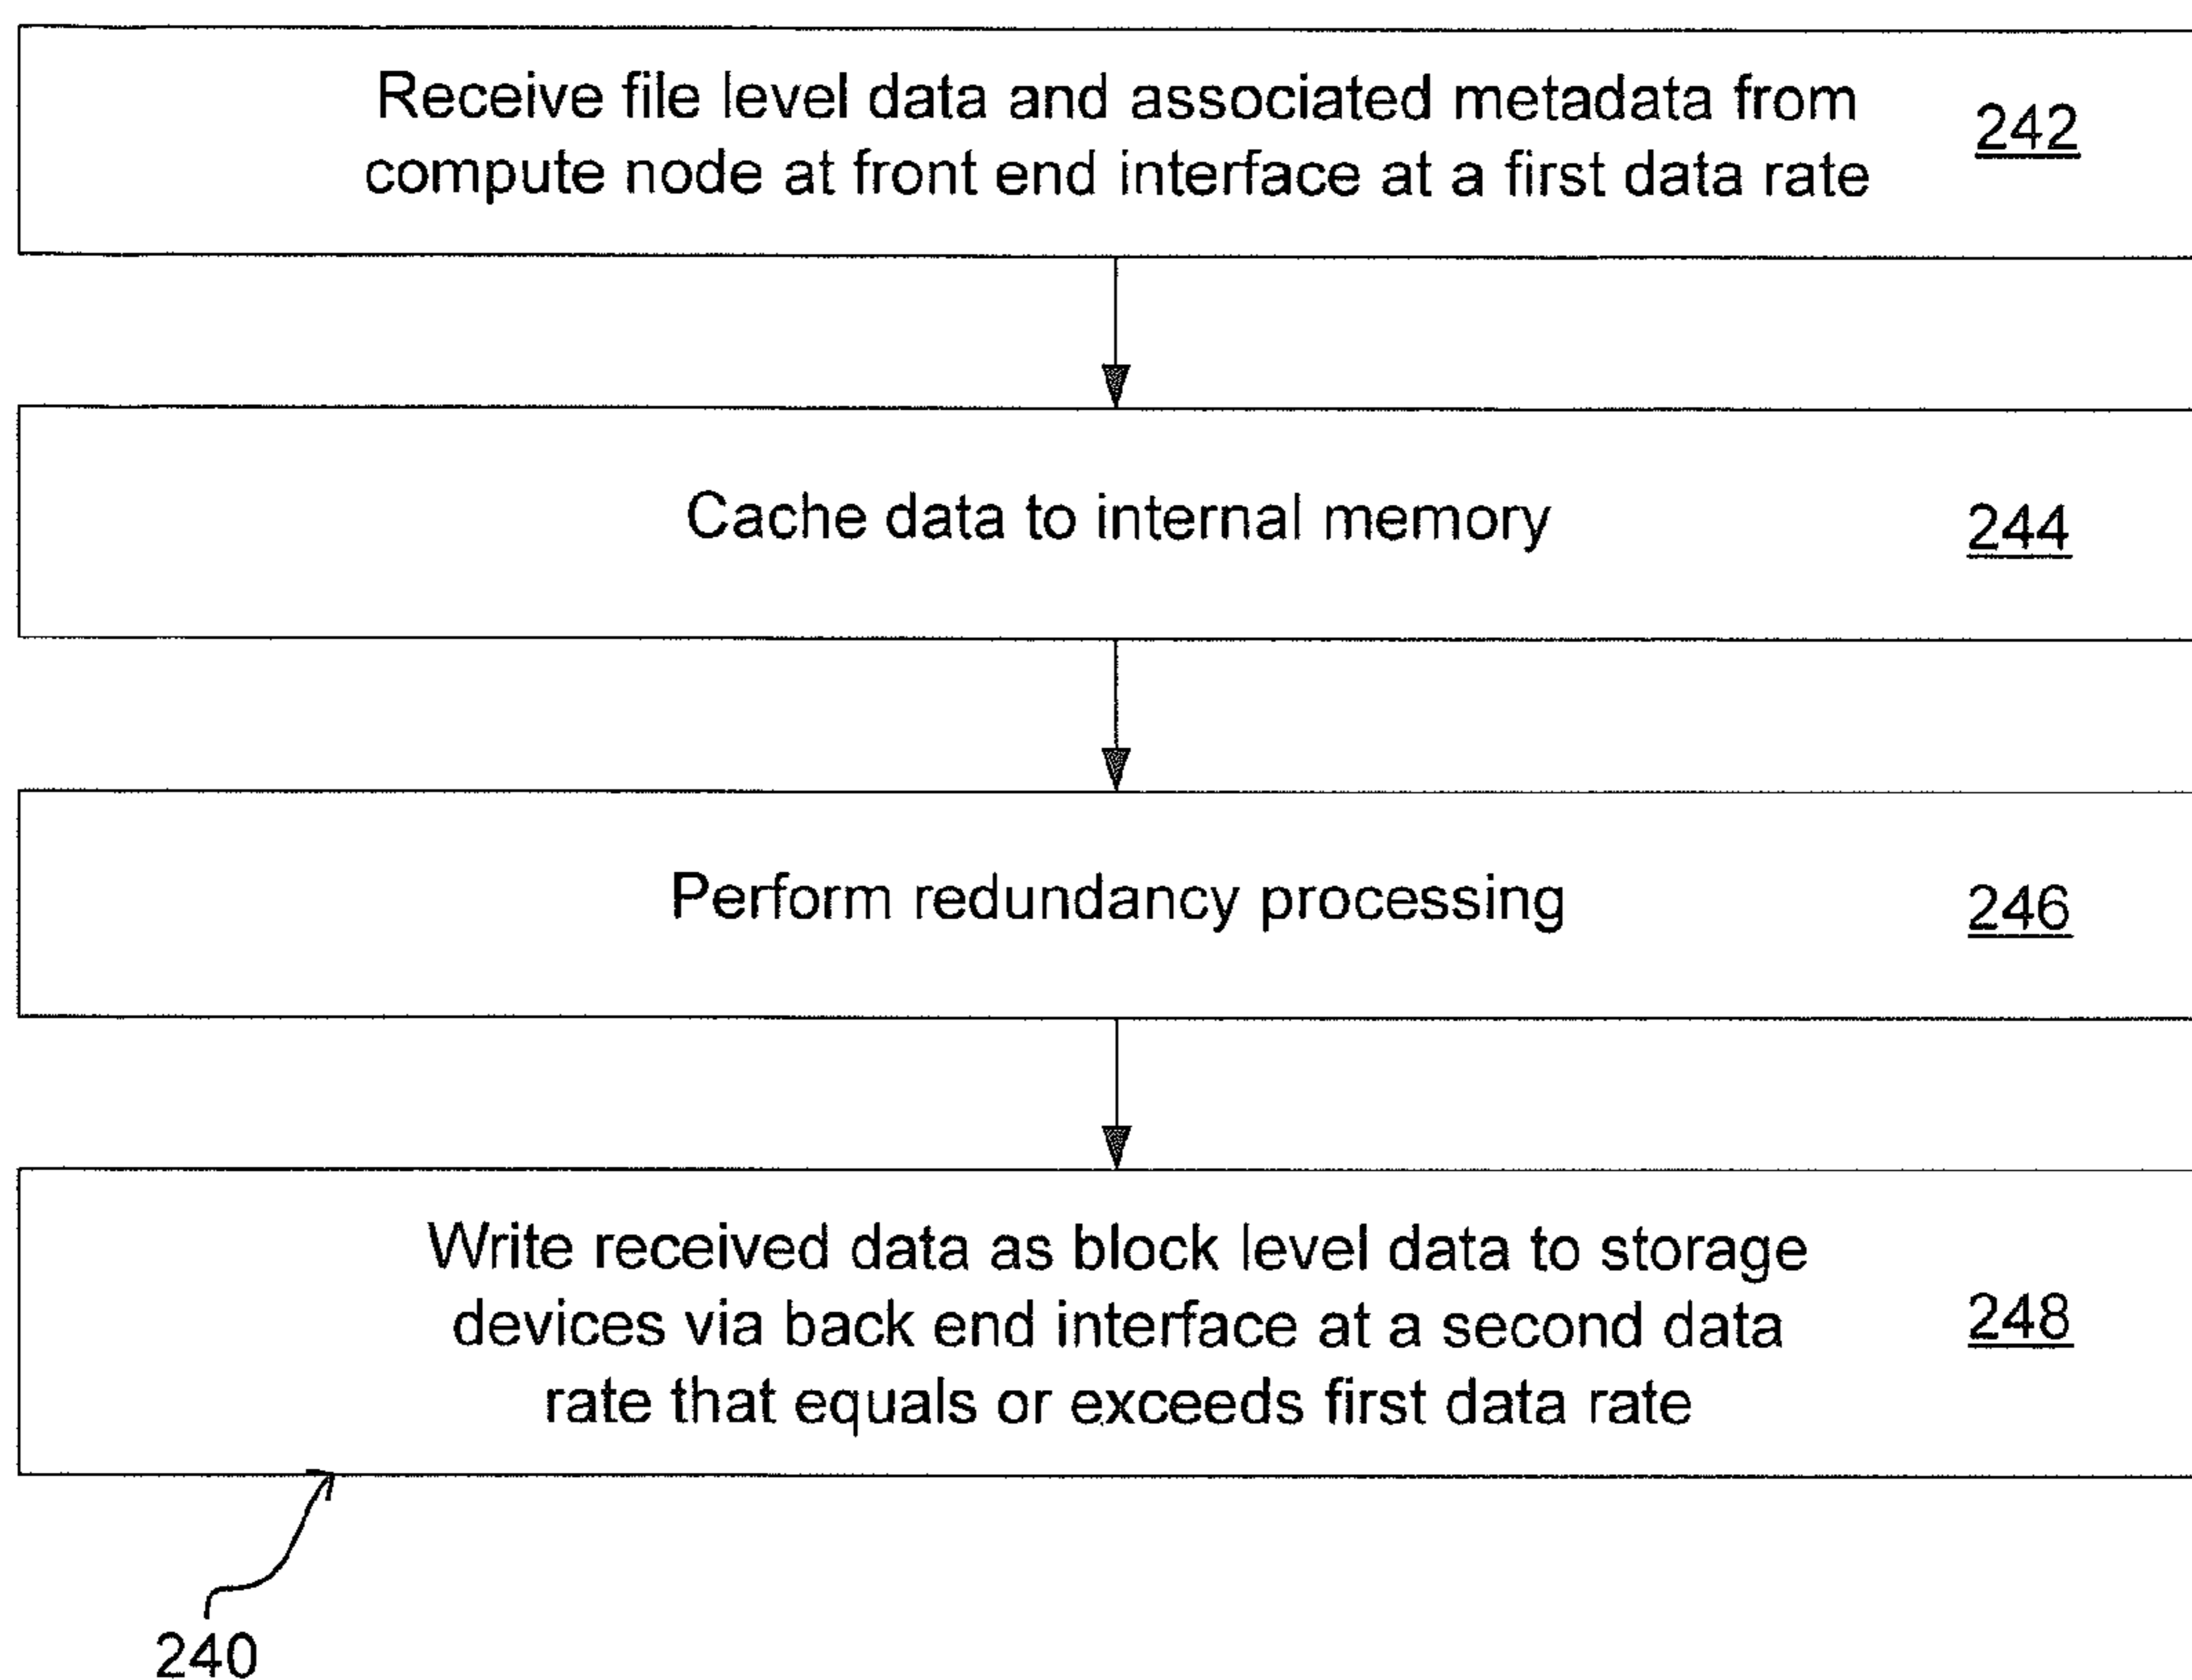 Receive file level data and associated metadata from
compute node at front end interface at a first data rate
242
Cache data to internal memory
244
Perform redundancy processing
246
Write received data as block level data to storage
devices via back end interface at a second data
rate that equals or exceeds first data rate
248
240